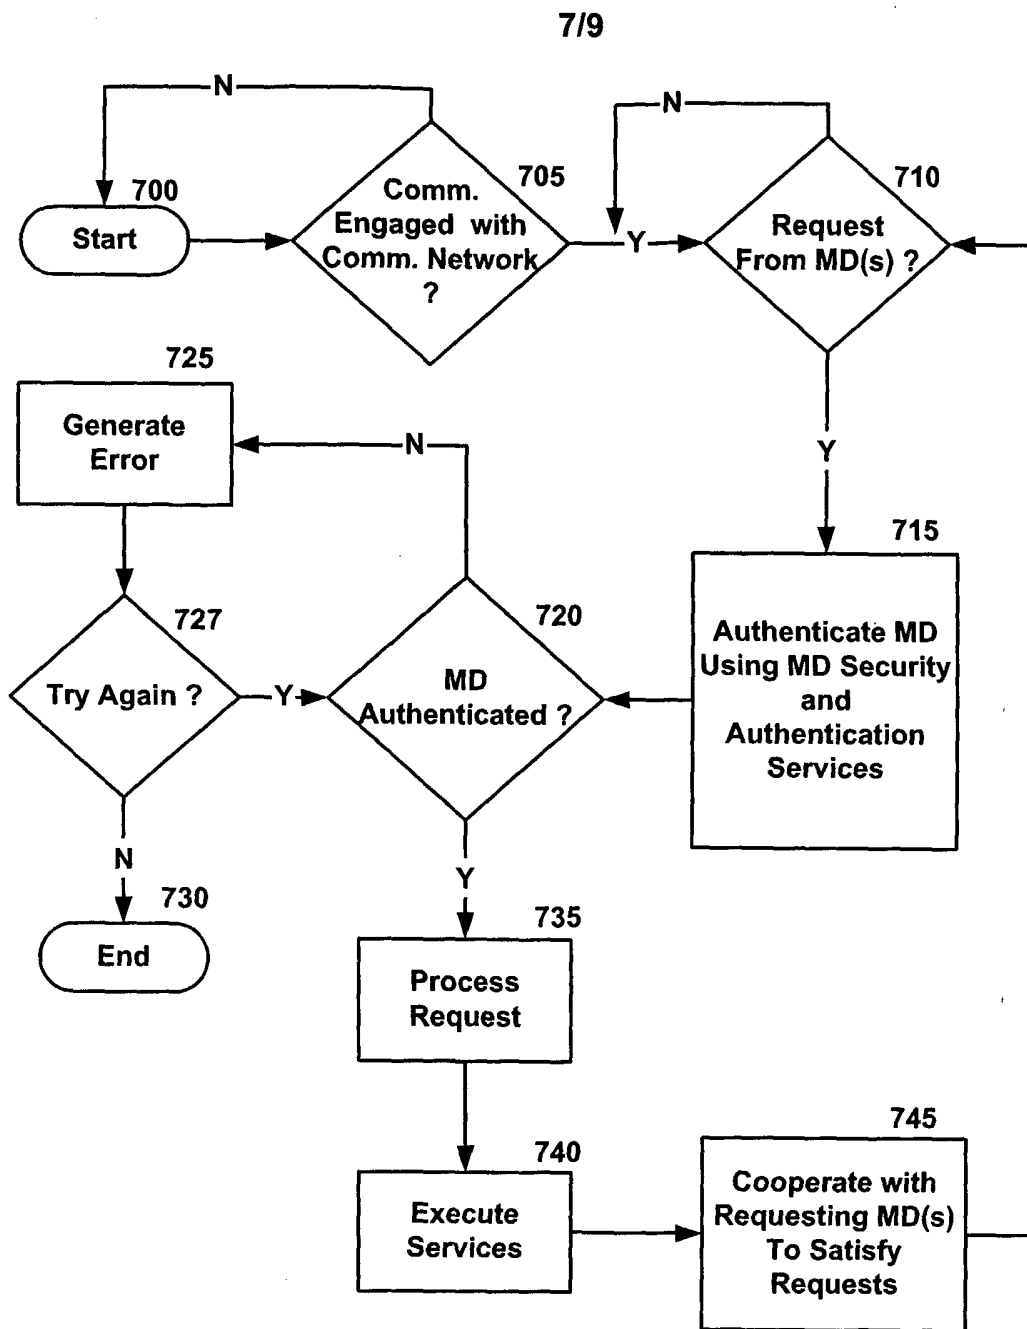 7/9
N
N
700
Start
705
Comm.
Engaged with
Comm. Network
?
Y
710
Request
From MD(s) ?
725
Generate
Error
N
Y
715
Authenticate MD
Using MD Security
and
Authentication
Services
727
Try Again ?
Y
720
MD
Authenticated ?
N
Y
730
End
735
Process
Request
740
Execute
Services
745
Cooperate with
Requesting MD(s)
To Satisfy
Requests